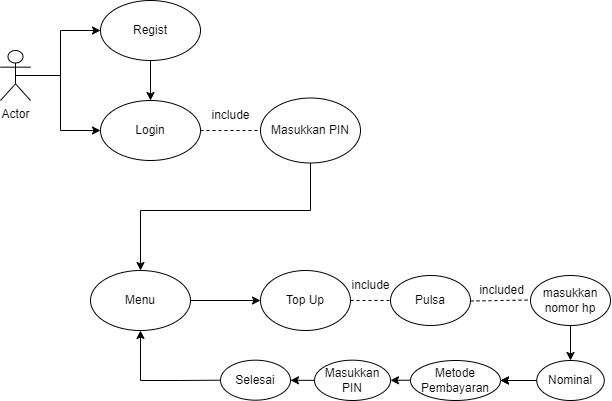 Regist
Actor
Login
include
Masukkan PIN
Menu
Top Up
include
Pulsa
included
masukkan
nomor hp
Selesai
Masukkan
PIN
Metode
Pembayaran
Nominal